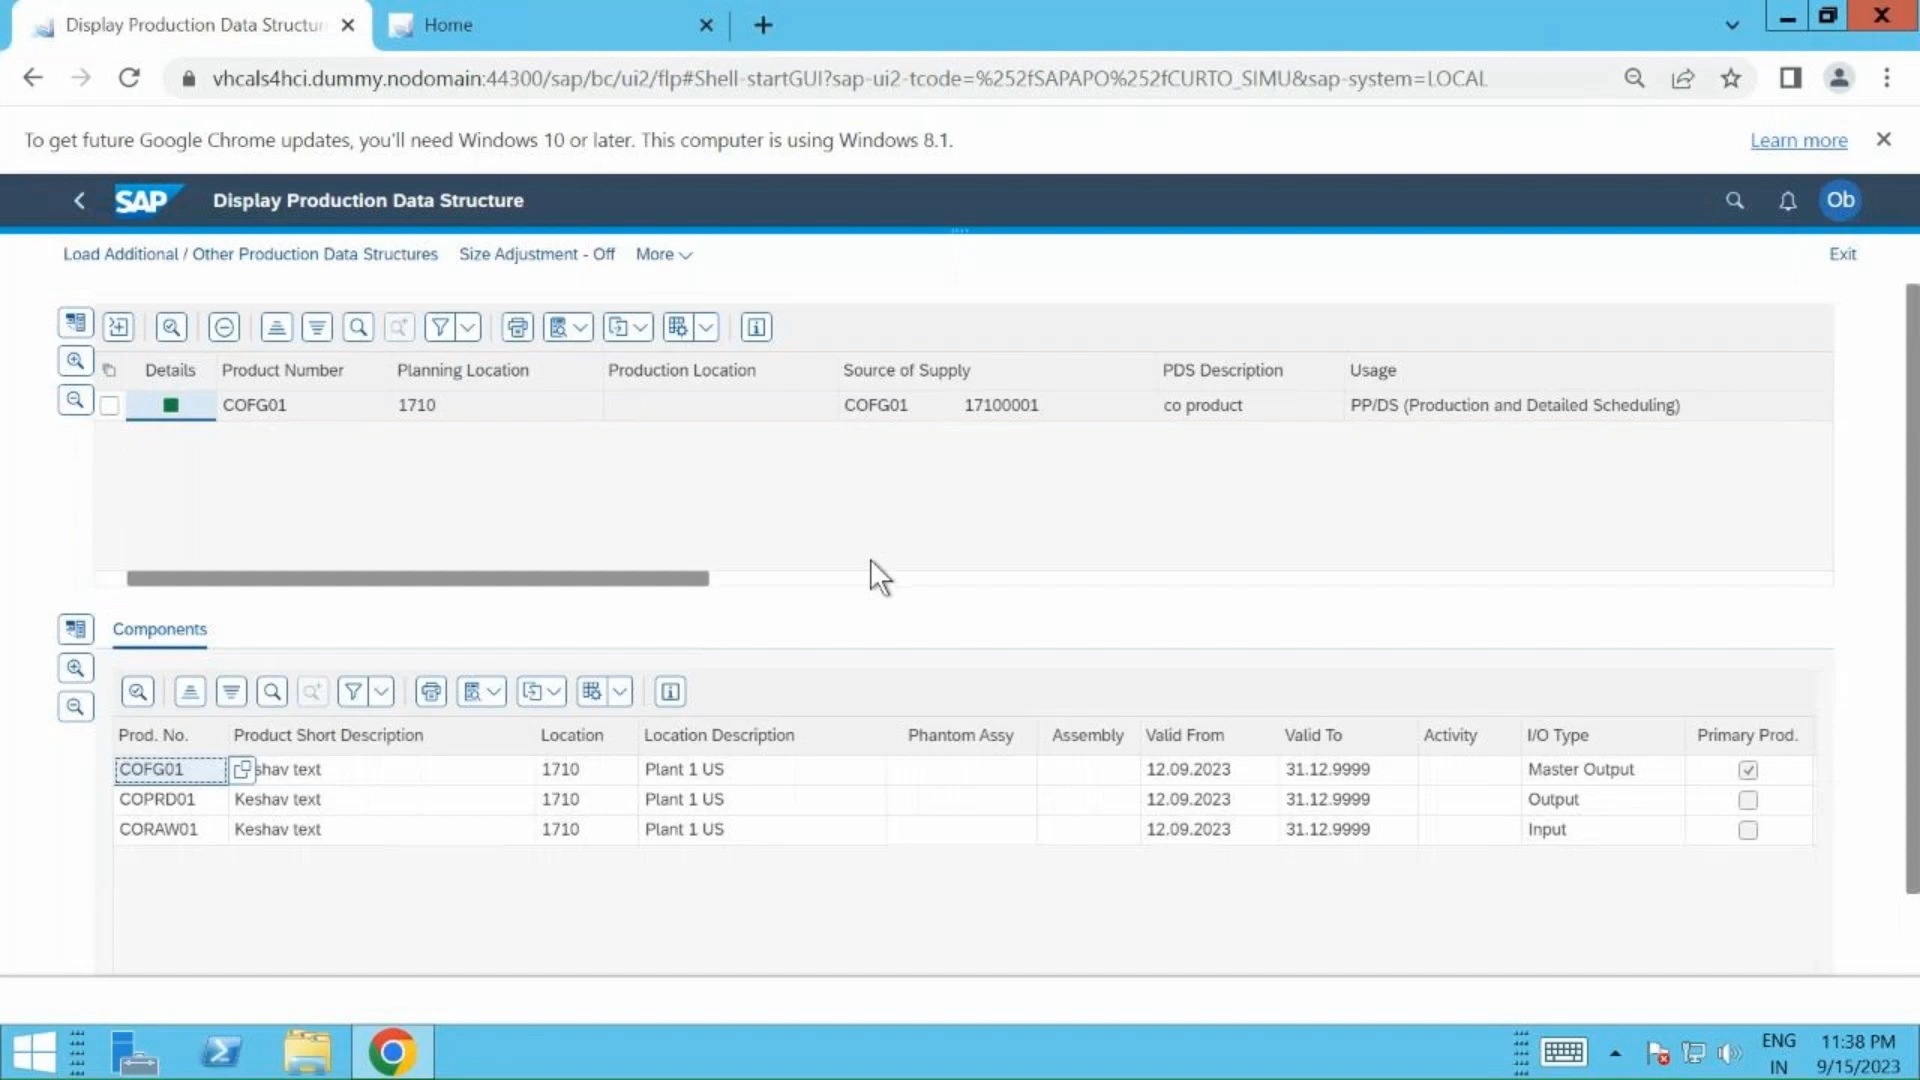 Display Production Data Structur
Home
vhcals4hci.dummy.nodomain:44300/sap/bc/ui2/flp#Shell-startGUI?sap-ui2-tcode=%252fSAPAPO%252fCURTO_SIMU&sap-system=LOCAL
To get future Google Chrome updates, you'll need Windows 10 or later. This computer is using Windows 8.1. Learn more
SAP Display Production Data Structure Ob
Load Additional / Other Production Data Structures Size Adjustment - Off More Exit
Details Product Number Planning Location Production Location Source of Supply PDS Description Usage
COFG01 1710 COFG01 17100001 co product PP/DS (Production and Detailed Scheduling)
Components
Prod. No. Product Short Description Location Location Description Phantom Assy Assembly Valid From Valid To Activity I/O Type Primary Prod.
COFG01 shav text 1710 Plant 1 US 12.09.2023 31.12.9999 Master Output
COPRD01 Keshav text 1710 Plant 1 US 12.09.2023 31.12.9999 Output
CORAW01 Keshav text 1710 Plant 1 US 12.09.2023 31.12.9999 Input
ENG 11:38 PM
IN 9/15/2023